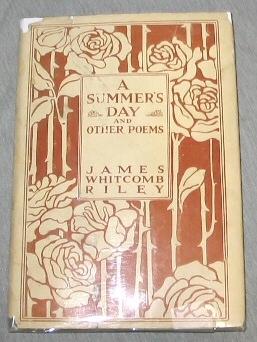 A
SUMMER'S
DAY
AND
OTHER POEMS
JAMES
WHITCOMB
RILEY